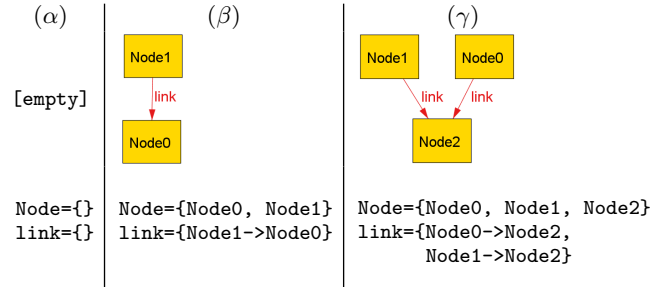 (α) (β) (γ)
Node1 Node1 Node0
[empty] link link link
Node0 Node2
Node={} Node={Node0, Node1} Node={Node0, Node1, Node2}
link={} link={Node1->Node0} link={Node0->Node2,
Node1->Node2}